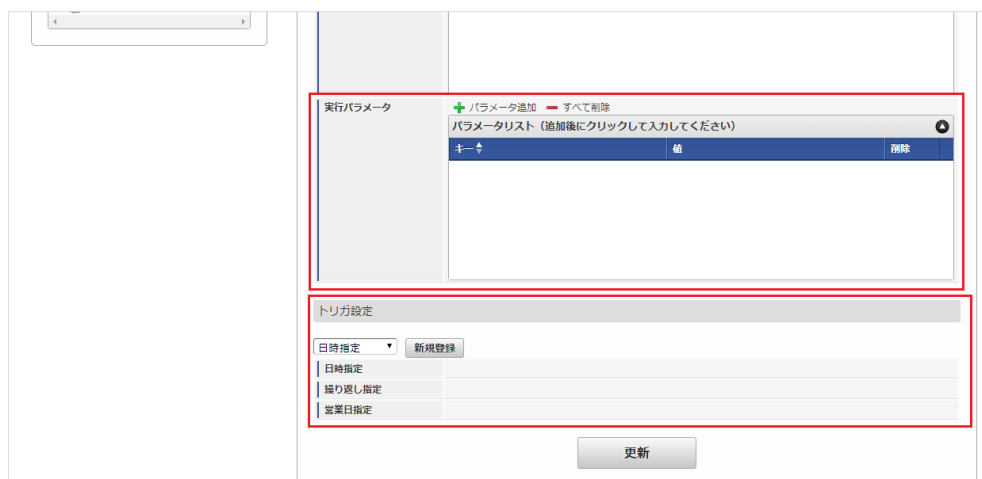 実行パラメータ
パラメータ追加 すべて削除
パラメータリスト（追加後にクリックして入力してください）
キー 値 削除
トリガ設定
日時指定 新規登録
日時指定
繰り返し指定
営業日指定
更新